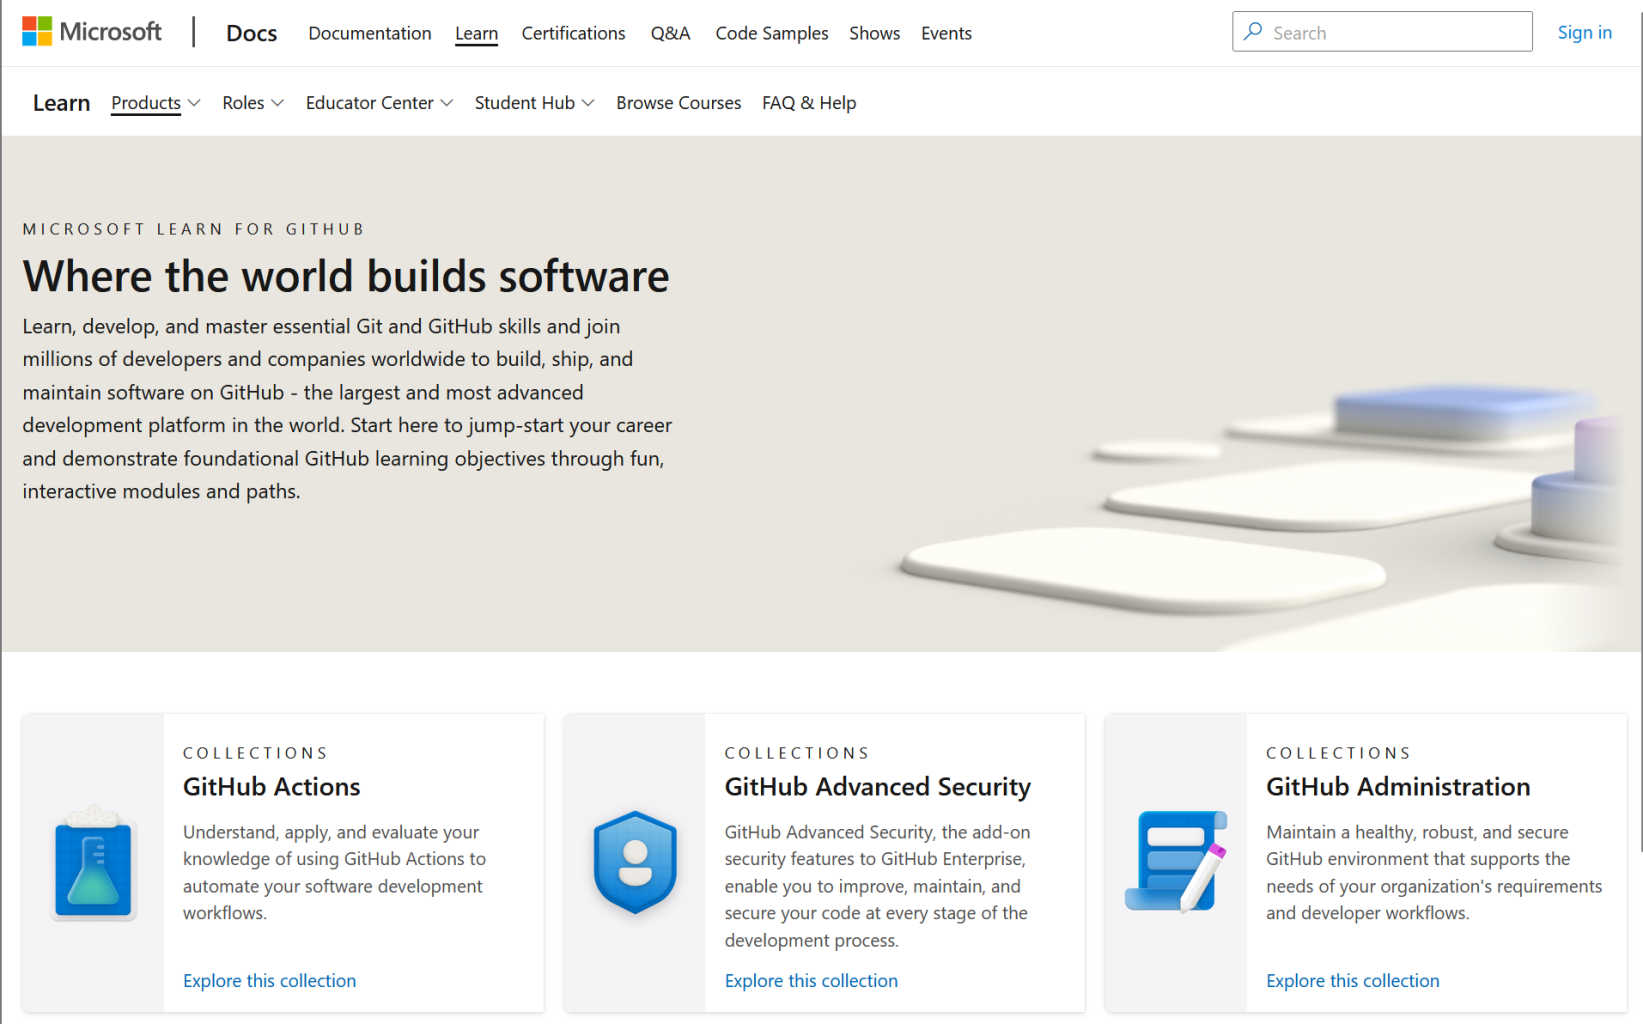 Microsoft | Docs Documentation Learn Certifications Q&A Code Samples Shows Events Search Sign in
Learn Products Roles Educator Center Student Hub Browse Courses FAQ & Help
MICROSOFT LEARN FOR GITHUB
Where the world builds software
Learn, develop, and master essential Git and GitHub skills and join
millions of developers and companies worldwide to build, ship, and
maintain software on GitHub - the largest and most advanced
development platform in the world. Start here to jump-start your career
and demonstrate foundational GitHub learning objectives through fun,
interactive modules and paths.
COLLECTIONS
GitHub Actions
Understand, apply, and evaluate your
knowledge of using GitHub Actions to
automate your software development
workflows.
Explore this collection
COLLECTIONS
GitHub Advanced Security
GitHub Advanced Security, the add-on
security features to GitHub Enterprise,
enable you to improve, maintain, and
secure your code at every stage of the
development process.
Explore this collection
COLLECTIONS
GitHub Administration
Maintain a healthy, robust, and secure
GitHub environment that supports the
needs of your organization's requirements
and developer workflows.
Explore this collection